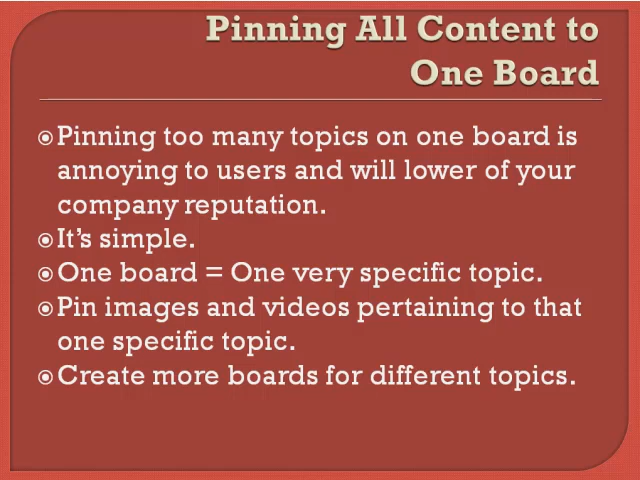 Pinning All Content to
One Board
Pinning too many topics on one board is
annoying to users and will lower of your
company reputation.
It's simple.
One board = One very specific topic.
Pin images and videos pertaining to that
one specific topic.
Create more boards for different topics.